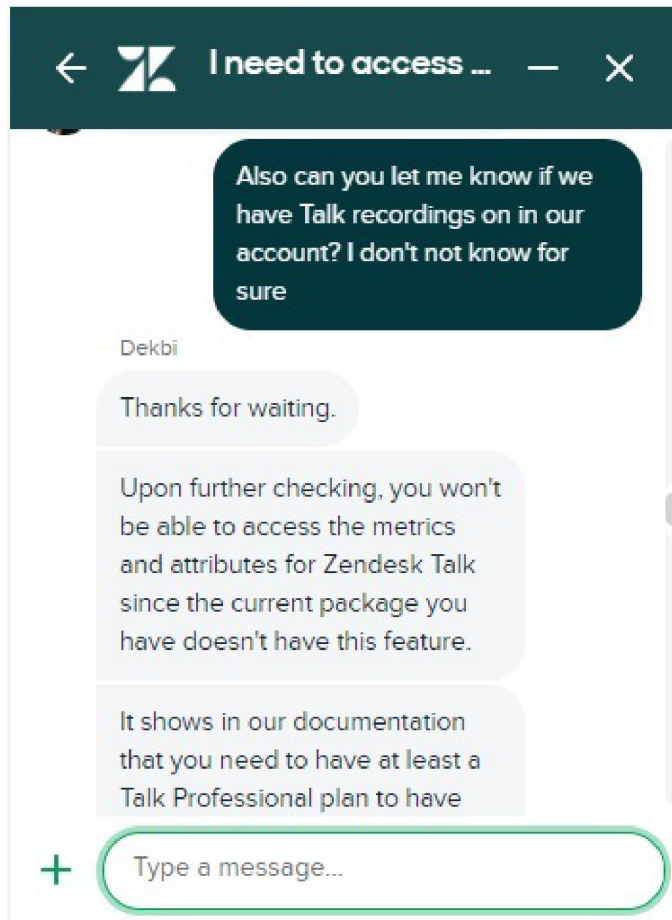 I need to access ...
Also can you let me know if we
have Talk recordings on in our
account? I don't not know for
sure
Dekbi
Thanks for waiting.
Upon further checking, you won't
be able to access the metrics
and attributes for Zendesk Talk
since the current package you
have doesn't have this feature.
It shows in our documentation
that you need to have at least a
Talk Professional plan to have
Type a message...